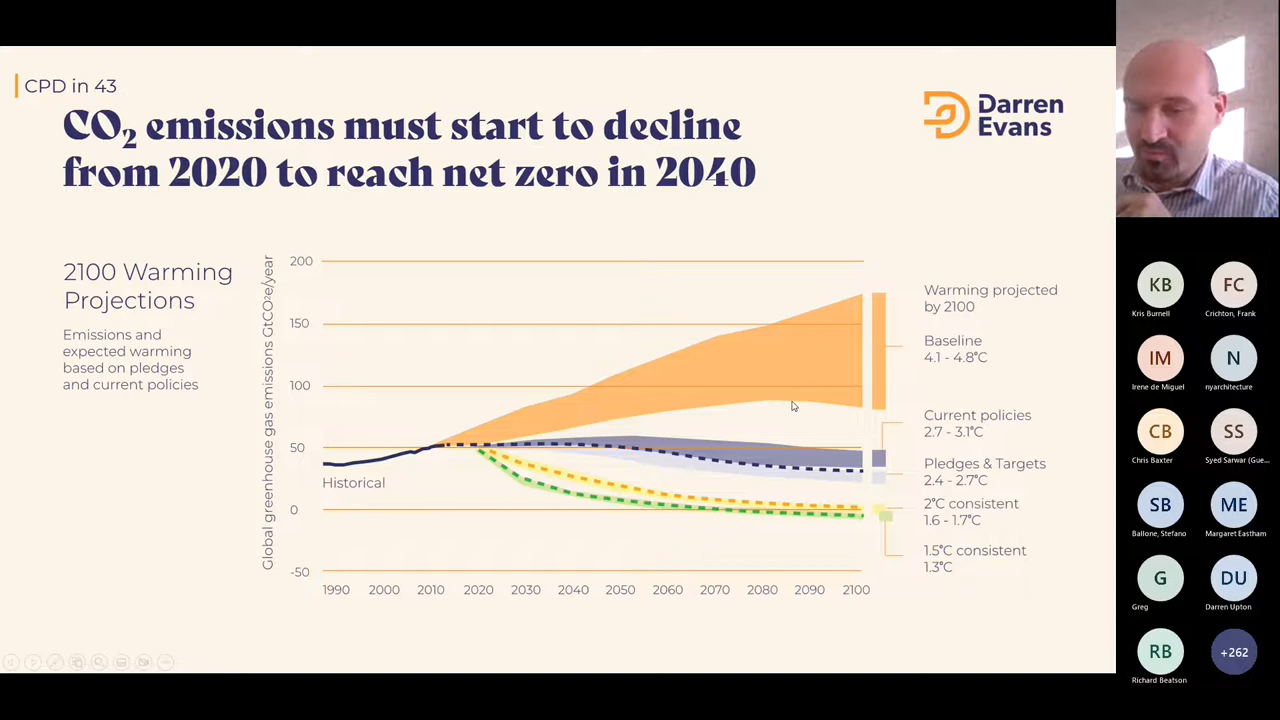 CPD in 43
CO₂ emissions must start to decline
from 2020 to reach net zero in 2040
Darren
Evans
2100 Warming
Projections
Emissions and
expected warming
based on pledges
and current policies
Global greenhouse gas emissions GtCO²e/year
200
150
100
50
0
-50
Historical
1990 2000 2010 2020 2030 2040 2050 2060 2070 2080 2090 2100
Warming projected
by 2100
Baseline
4.1 - 4.8°C
Current policies
2.7 - 3.1°C
Pledges & Targets
2.4 - 2.7°C
2°C consistent
1.6 - 1.7°C
1.5°C consistent
1.3°C
KB FC
Kris Burnell Crichton, Frank
IM N
Irene de Miguel nyarchitecture
CB SS
Chris Baxter Syed Sarwar (Gue...
SB ME
Ballone, Stefano Margaret Eastham
G DU
Greg Darren Upton
RB +262
Richard Beatson